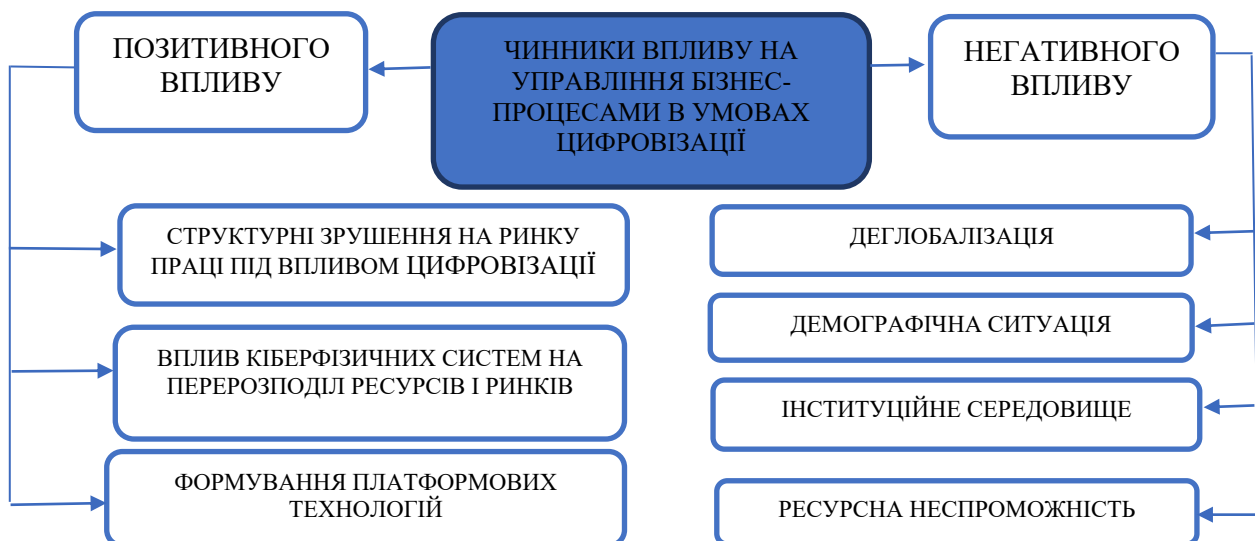 ПОЗИТИВНОГО
ВПЛИВУ
ЧИННИКИ ВПЛИВУ НА
УПРАВЛІННЯ БІЗНЕС-
ПРОЦЕСАМИ В УМОВАХ
ЦИФРОВІЗАЦІЇ
НЕГАТИВНОГО
ВПЛИВУ
СТРУКТУРНІ ЗРУШЕННЯ НА РИНКУ
ПРАЦІ ПІД ВПЛИВОМ ЦИФРОВІЗАЦІЇ
ВПЛИВ КІБЕРФІЗИЧНИХ СИСТЕМ НА
ПЕРЕРОЗПОДІЛ РЕСУРСІВ І РИНКІВ
ФОРМУВАННЯ ПЛАТФОРМОВИХ
ТЕХНОЛОГІЙ
ДЕГЛОБАЛІЗАЦІЯ
ДЕМОГРАФІЧНА СИТУАЦІЯ
ІНСТИТУЦІЙНЕ СЕРЕДОВИЩЕ
РЕСУРСНА НЕСПРОМОЖНІСТЬ